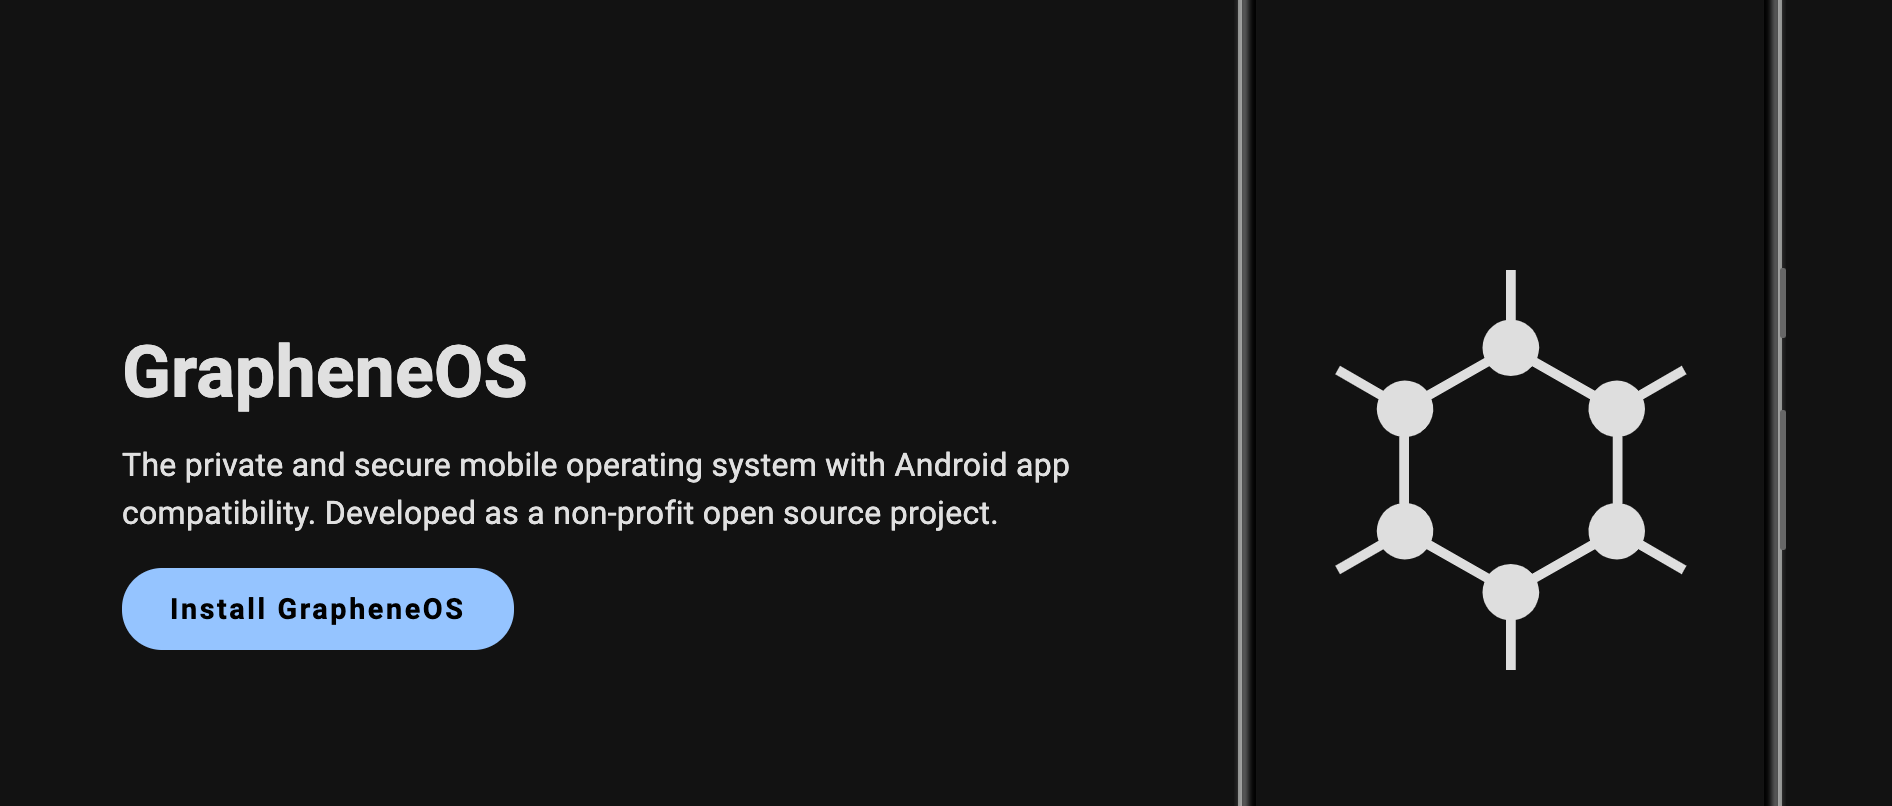 GrapheneOS
The private and secure mobile operating system with Android app
compatibility. Developed as a non-profit open source project.
Install GrapheneOS